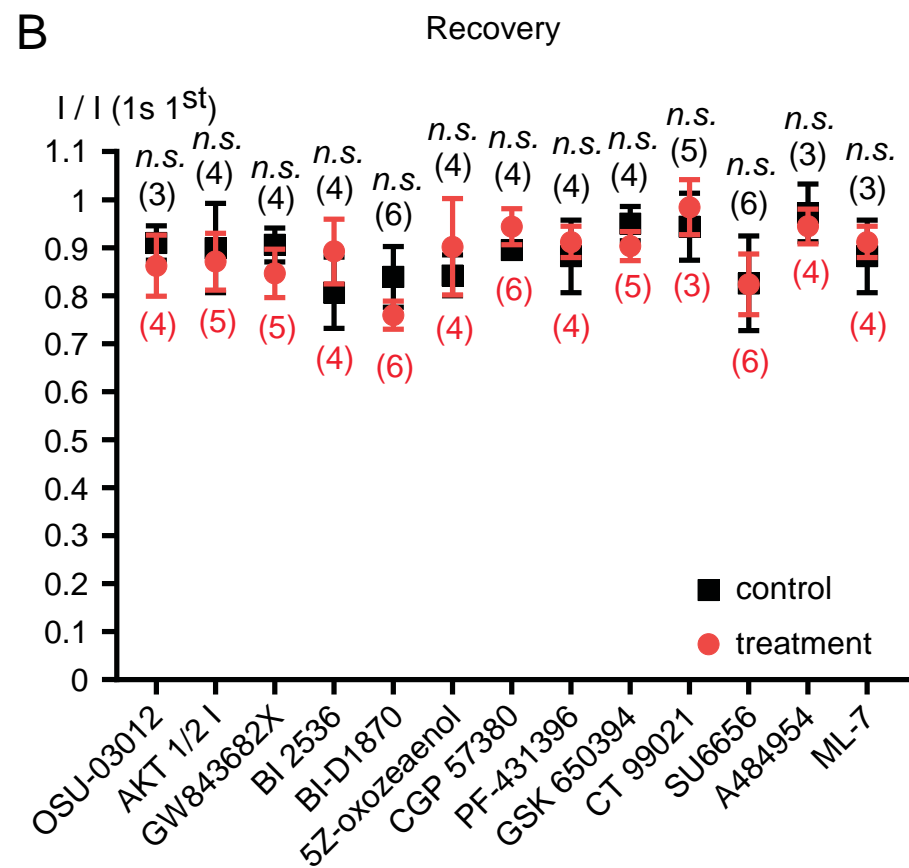 B
Recovery
I / I (1s 1st)
n.s. n.s. n.s. n.s. n.s. n.s. n.s. n.s. n.s. n.s. n.s. n.s. n.s.
(3) (4) (4) (4) (6) (4) (4) (4) (4) (5) (6) (3) (3)
1.1
1
0.9
0.8
0.7
0.6
0.5
0.4
0.3
0.2
0.1
0
(4) (5) (5) (4) (6) (4) (6) (4) (5) (3) (6) (4) (4)
control
treatment
OSU-03012
AKT 1/2 I
GW843682X
BI 2536
BI-D1870
5Z-oxozeaenol
CGP 57380
PF-431396
GSK 650394
CT 99021
SU6656
A484954
ML-7